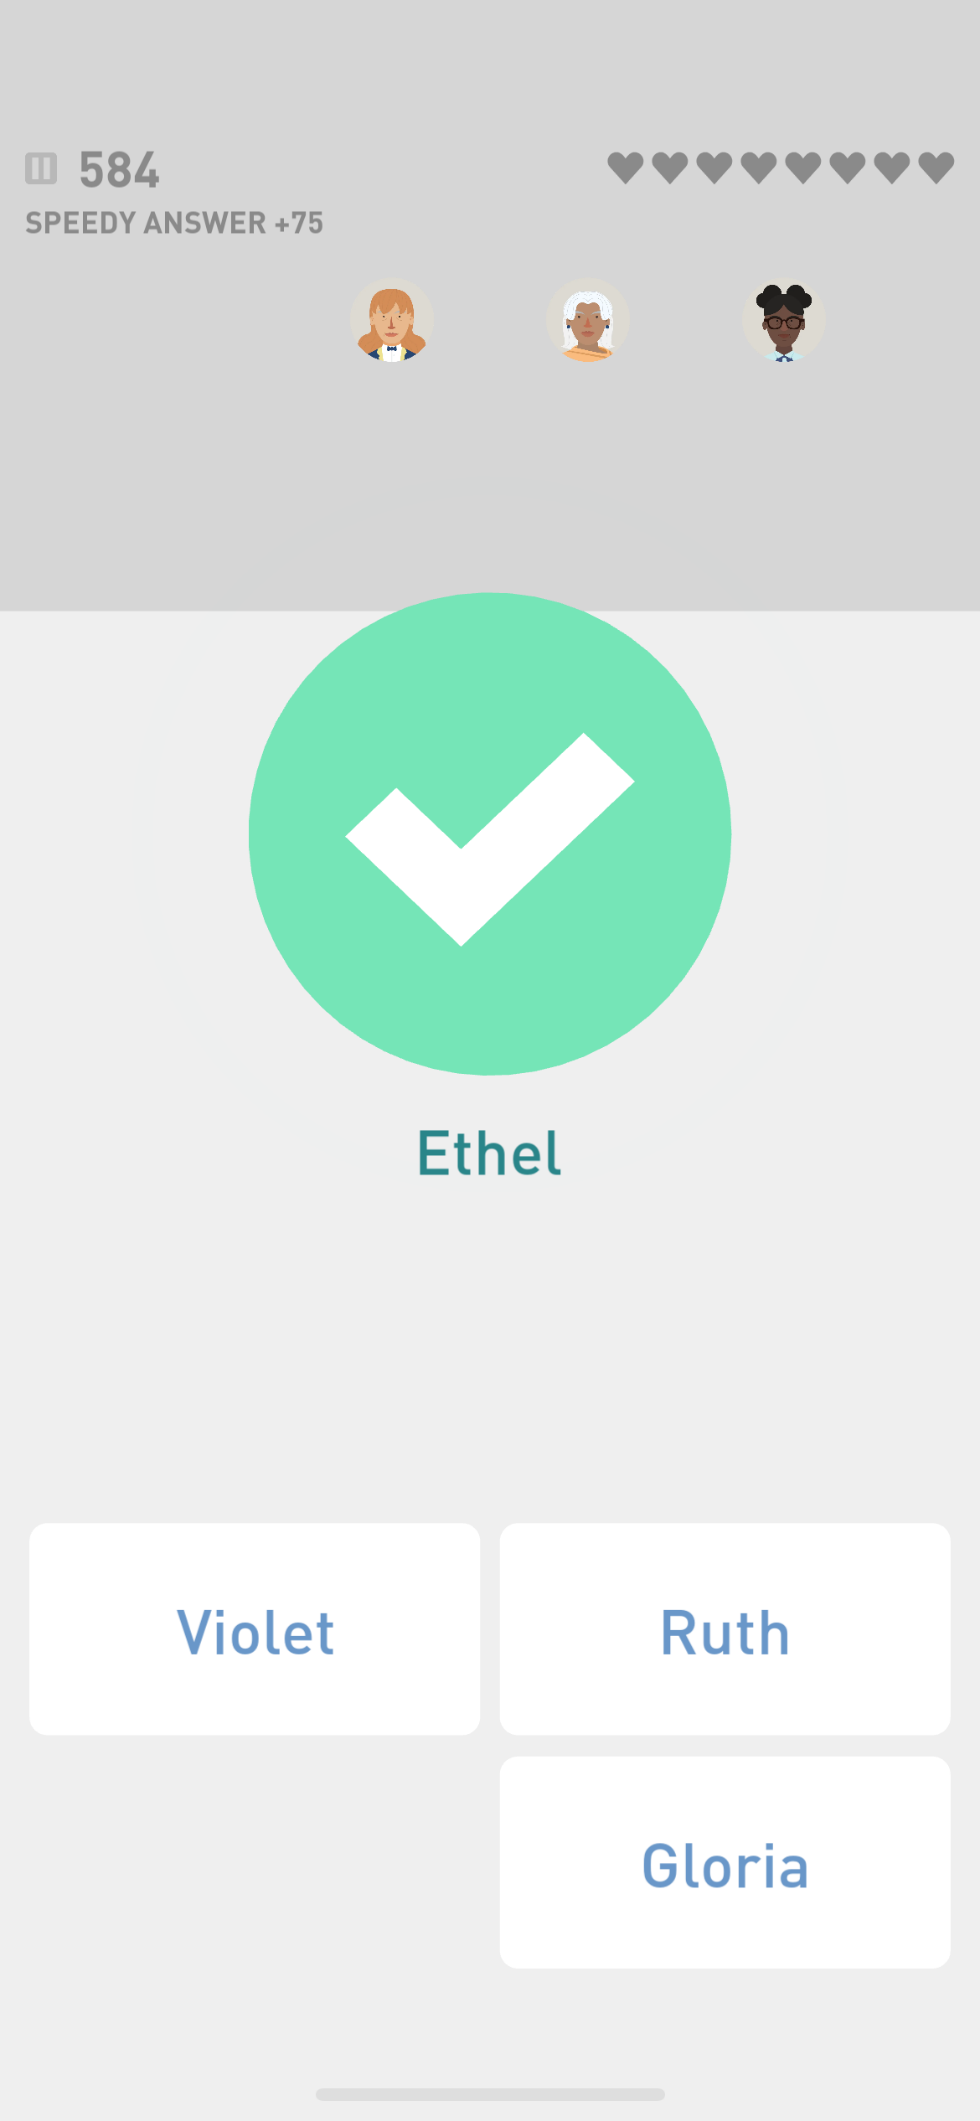 584
SPEEDY ANSWER +75
Ethel
Violet
Ruth
Gloria